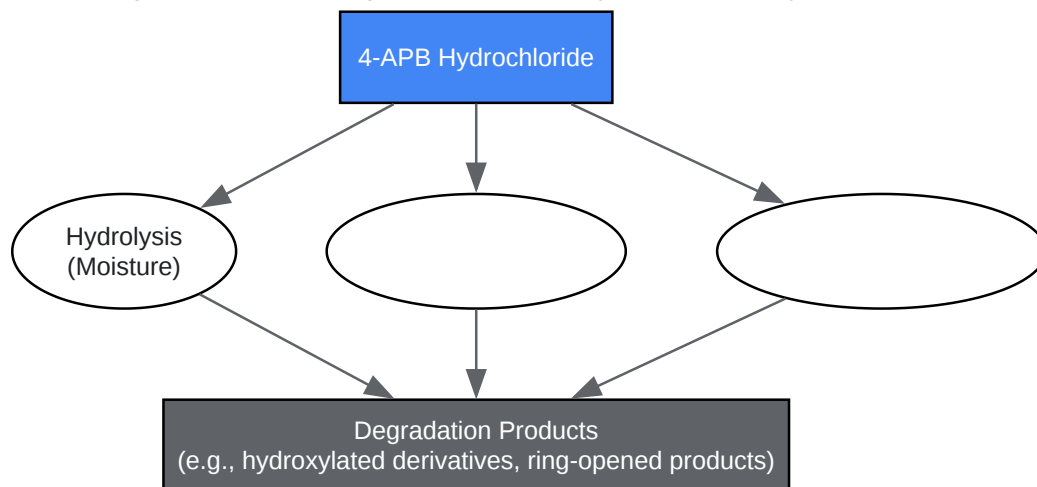 4-APB Hydrochloride
Hydrolysis
(Moisture)
Degradation Products
(e.g., hydroxylated derivatives, ring-opened products)